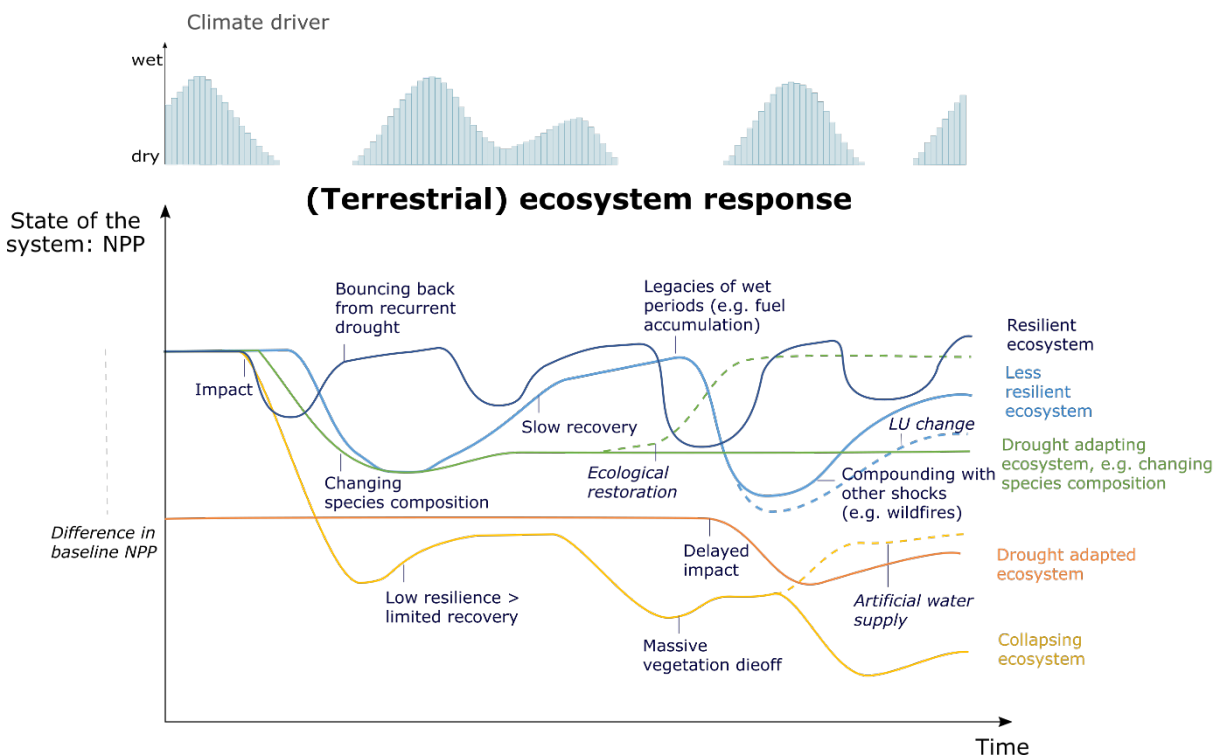 Climate driver
wet
dry
(Terrestrial) ecosystem response
State of the
system: NPP
Bouncing back
from recurrent
drought
Legacies of wet
periods (e.g. fuel
accumulation)
Resilient
ecosystem
Impact
Less
resilient
ecosystem
Slow recovery
LU change
Changing
species composition
Ecological
restoration
Drought adapting
ecosystem, e.g. changing
species composition
Compounding with
other shocks
(e.g. wildfires)
Difference in
baseline NPP
Delayed
impact
Drought adapted
ecosystem
Low resilience >
limited recovery
Artificial water
supply
Massive
vegetation dieoff
Collapsing
ecosystem
Time